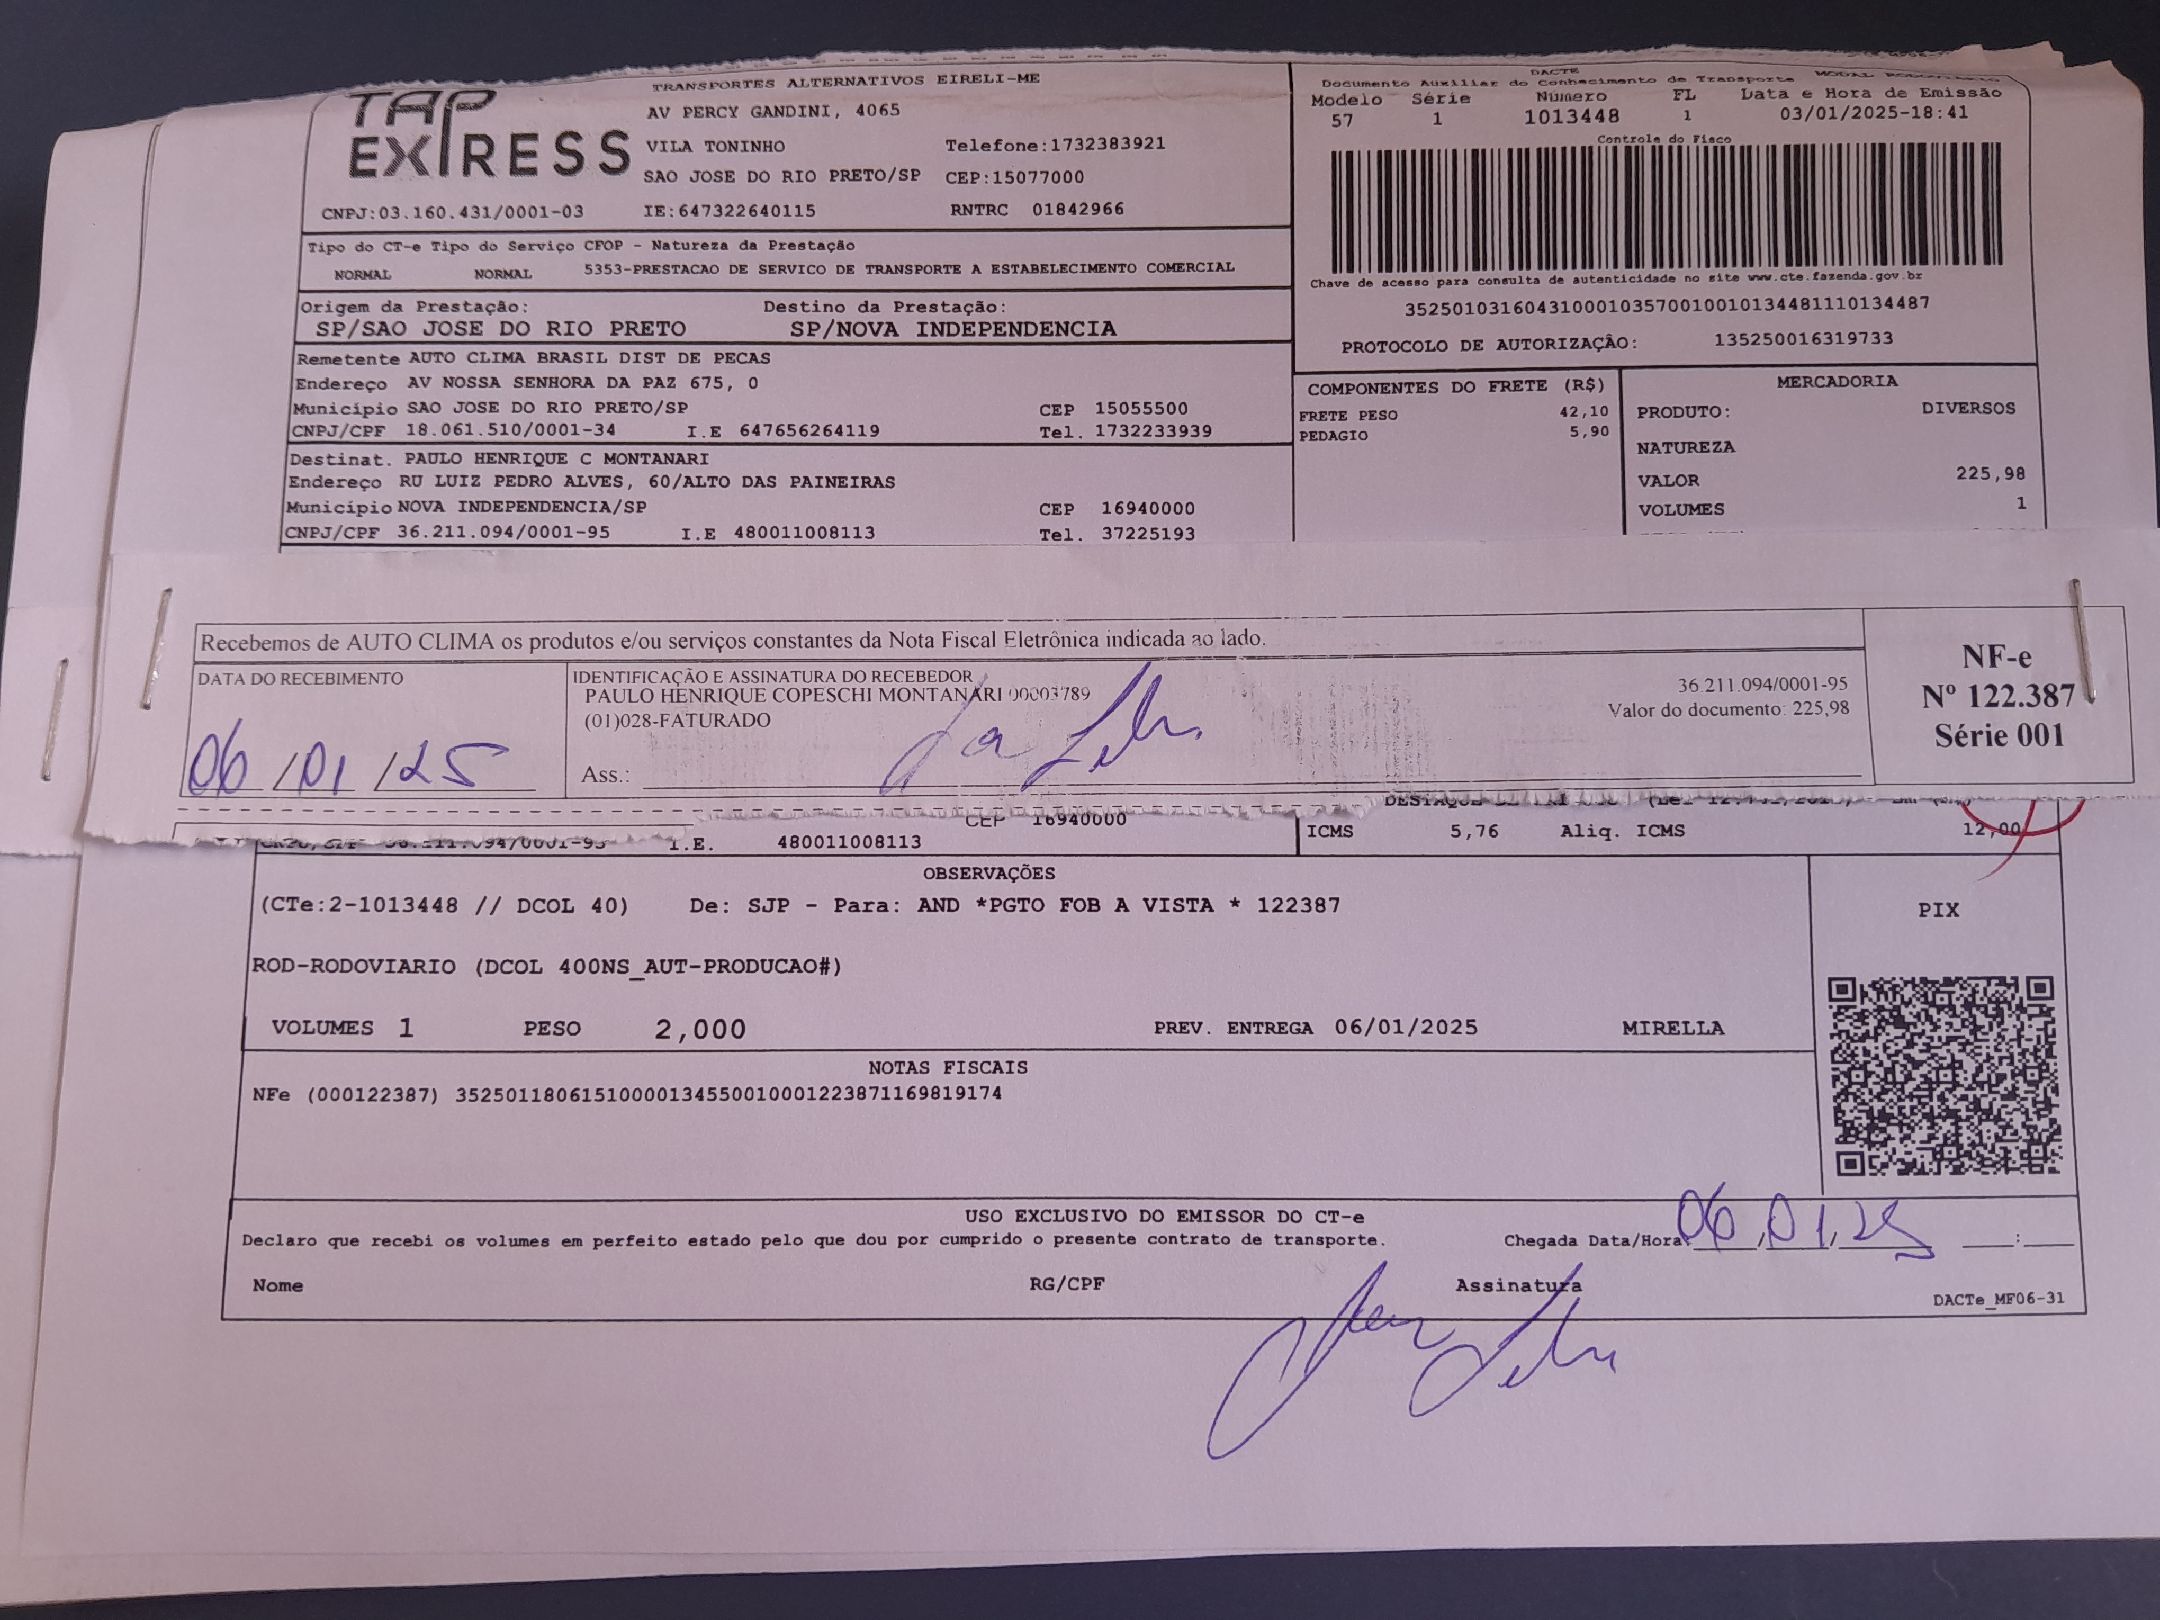 TAP EXPRESS
TRANSPORTES ALTERNATIVOS EIRELI-ME
AV PERCY GANDINI, 4065
VILA TONINHO Telefone:1732383921
SAO JOSE DO RIO PRETO/SP CEP:15077000
CNPJ:03.160.431/0001-03 IE:647322640115 RNTRC 01842966
DACTE
Documento Auxiliar do Conhecimento de Transporte MODAL RODOVIARIO
Modelo Série Número FL Data e Hora de Emissão
57 1 1013448 1 03/01/2025-18:41
Controle do Fisco
Chave de acesso para consulta de autenticidade no site www.cte.fazenda.gov.br
35250103160431000103570010010134481110134487
PROTOCOLO DE AUTORIZAÇÃO: 135250016319733
Tipo do CT-e Tipo do Serviço CFOP - Natureza da Prestação
NORMAL NORMAL 5353-PRESTACAO DE SERVICO DE TRANSPORTE A ESTABELECIMENTO COMERCIAL
Origem da Prestação: Destino da Prestação:
SP/SAO JOSE DO RIO PRETO SP/NOVA INDEPENDENCIA
Remetente AUTO CLIMA BRASIL DIST DE PECAS
Endereço AV NOSSA SENHORA DA PAZ 675, 0
Município SAO JOSE DO RIO PRETO/SP CEP 15055500
CNPJ/CPF 18.061.510/0001-34 I.E 647656264119 Tel. 1732233939
Destinat. PAULO HENRIQUE C MONTANARI
Endereço RU LUIZ PEDRO ALVES, 60/ALTO DAS PAINEIRAS
Município NOVA INDEPENDENCIA/SP CEP 16940000
CNPJ/CPF 36.211.094/0001-95 I.E 480011008113 Tel. 37225193
COMPONENTES DO FRETE (R$)
FRETE PESO 42,10
PEDAGIO 5,90
MERCADORIA
PRODUTO: DIVERSOS
NATUREZA
VALOR 225,98
VOLUMES 1
Recebemos de AUTO CLIMA os produtos e/ou serviços constantes da Nota Fiscal Eletrônica indicada ao lado.
DATA DO RECEBIMENTO
06/01/25
IDENTIFICAÇÃO E ASSINATURA DO RECEBEDOR
PAULO HENRIQUE COPESCHI MONTANARI 00003789 36.211.094/0001-95
(01)028-FATURADO Valor do documento: 225,98
Ass.:
NF-e
Nº 122.387
Série 001
CEP 16940000
36.211.094/0001-95 I.E. 480011008113
ICMS 5,76 Aliq. ICMS 12,00
OBSERVAÇÕES
(CTe:2-1013448 // DCOL 40) De: SJP - Para: AND *PGTO FOB A VISTA * 122387
ROD-RODOVIARIO (DCOL 400NS_AUT-PRODUCAO#)
VOLUMES 1 PESO 2,000 PREV. ENTREGA 06/01/2025 MIRELLA
PIX
NOTAS FISCAIS
NFe (000122387) 35250118061510000134550010001223871169819174
USO EXCLUSIVO DO EMISSOR DO CT-e
Declaro que recebi os volumes em perfeito estado pelo que dou por cumprido o presente contrato de transporte. Chegada Data/Hora: 06/01/25 __:__
Nome RG/CPF Assinatura
DACTe_MF06-31